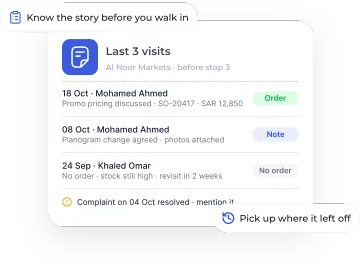 Know the story before you walk in
Last 3 visits
Al Noor Markets · before stop 3
18 Oct · Mohamed Ahmed
Promo pricing discussed · SO-20417 · SAR 12,850
Order
08 Oct · Mohamed Ahmed
Planogram change agreed · photos attached
Note
24 Sep · Khaled Omar
No order · stock still high · revisit in 2 weeks
No order
Complaint on 04 Oct resolved · mention it
Pick up where it left off